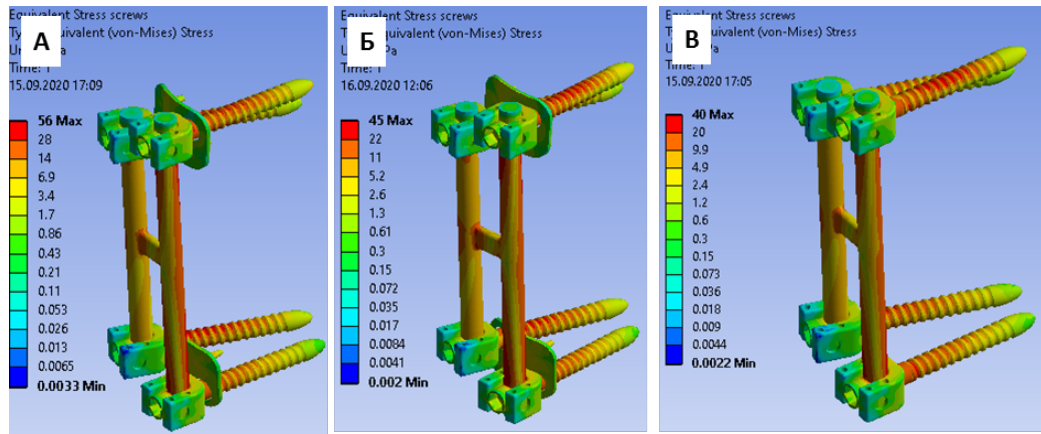 Equivalent Stress screws
А
Equivalent (von-Mises) Stress
Time: 1
15.09.2020 17:09
56 Max
28
14
6.9
3.4
1.7
0.86
0.43
0.21
0.11
0.053
0.026
0.013
0.0065
0.0033 Min
Equivalent Stress screws
Б
Equivalent (von-Mises) Stress
Time: 1
16.09.2020 12:06
45 Max
22
11
5.2
2.6
1.3
0.61
0.3
0.15
0.072
0.035
0.017
0.0084
0.0041
0.002 Min
Equivalent Stress screws
В
Equivalent (von-Mises) Stress
15.09.2020 17:05
40 Max
20
9.9
4.9
2.4
1.2
0.6
0.3
0.15
0.073
0.036
0.018
0.009
0.0044
0.0022 Min